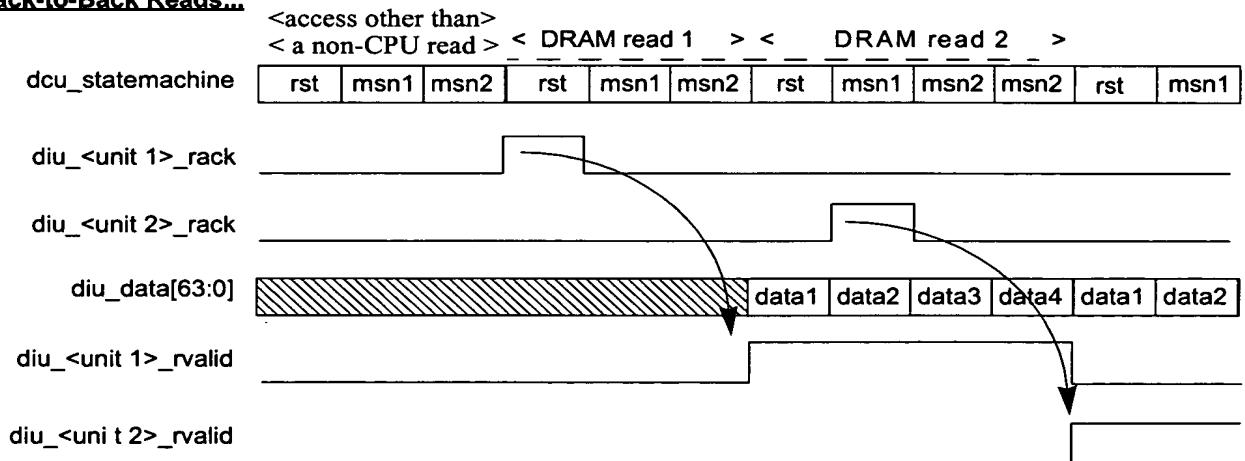 ack-to-Back Reads...
<access other than>
< a non-CPU read > < DRAM read 1 > < DRAM read 2 >
dcu_statemachine rst msn1 msn2 rst msn1 msn2 rst msn1 msn2 msn2 rst msn1
diu_<unit 1>_rack
diu_<unit 2>_rack
diu_data[63:0] data1 data2 data3 data4 data1 data2
diu_<unit 1>_rvalid
diu_<uni t 2>_rvalid